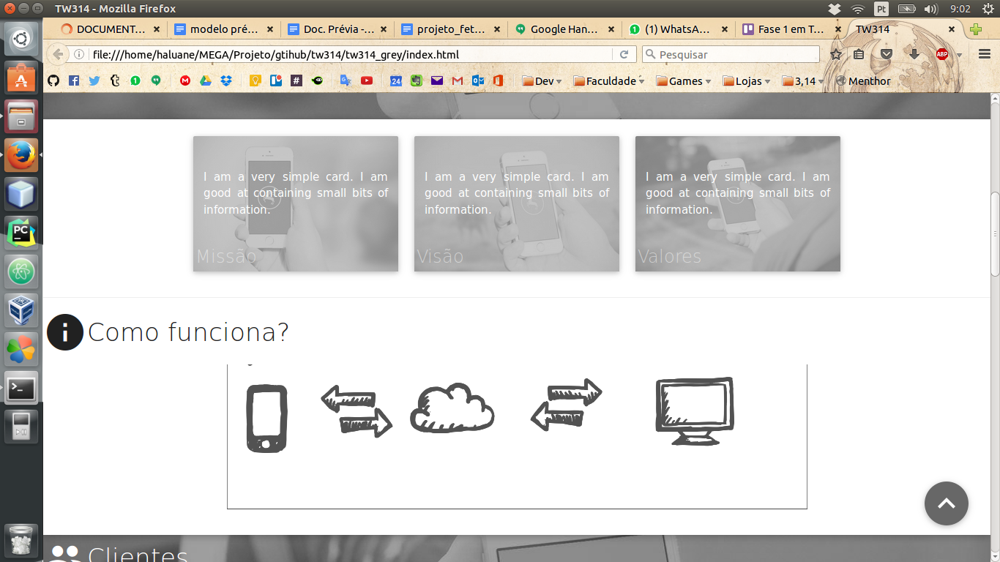 TW314 - Mozilla Firefox
Pt
9:02
DOCUMENT...
modelo pré...
Doc. Prévia -...
projeto_fet...
Google Han...
(1) WhatsA...
Fase 1 em T...
TW314
file:///home/haluane/MEGA/Projeto/gtihub/tw314/tw314_grey/index.html
Pesquisar
ABP
24
Dev
Faculdade
Games
Lojas
3,14
Menthor
I am a very simple card. I am
good at containing small bits of
information.
Missão
I am a very simple card. I am
good at containing small bits of
information.
Visão
I am a very simple card. I am
good at containing small bits of
information.
Valores
PC
Como funciona?
Clientes